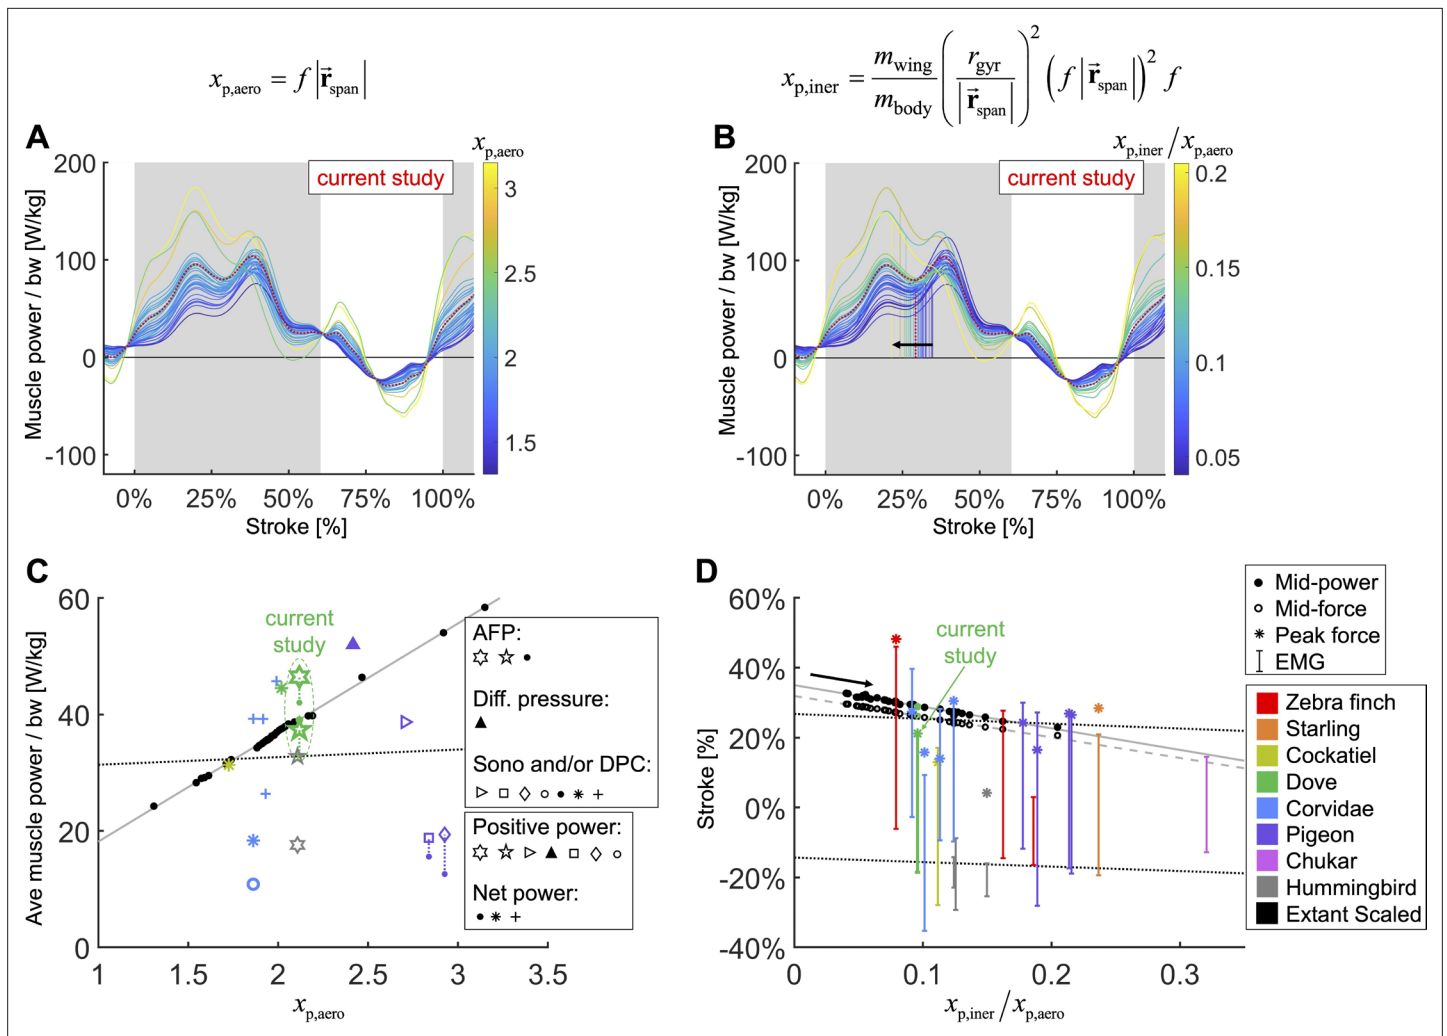 x_p,aero = f |r⃗_span|
x_p,iner = m_wing / m_body ( r_gyr / |r⃗_span| )² ( f |r⃗_span| )² f
A
x_p,aero
200
100
0
-100
Muscle power / bw [W/kg]
current study
3
2.5
2
1.5
0% 25% 50% 75% 100%
Stroke [%]
B
x_p,iner / x_p,aero
200
100
0
-100
Muscle power / bw [W/kg]
current study
0.2
0.15
0.1
0.05
0% 25% 50% 75% 100%
Stroke [%]
C
60
40
20
0
Ave muscle power / bw [W/kg]
current
study
AFP:
Diff. pressure:
Sono and/or DPC:
Positive power:
Net power:
1 1.5 2 2.5 3 3.5
x_p,aero
D
60%
40%
20%
0%
-20%
-40%
Stroke [%]
current
study
Mid-power
Mid-force
Peak force
EMG
Zebra finch
Starling
Cockatiel
Dove
Corvidae
Pigeon
Chukar
Hummingbird
Extant Scaled
0 0.1 0.2 0.3
x_p,iner / x_p,aero